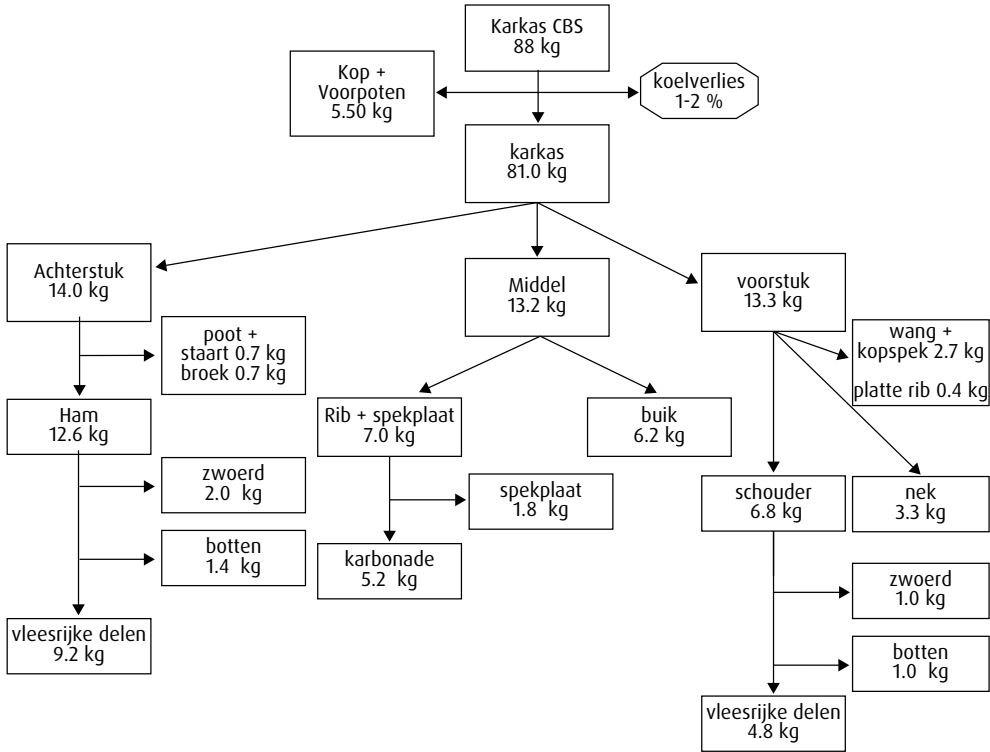 Karkas CBS
88 kg
Kop +
Voorpoten
5.50 kg
koelverlies
1-2 %
karkas
81.0 kg
Achterstuk
14.0 kg
Middel
13.2 kg
voorstuk
13.3 kg
poot +
staart 0.7 kg
broek 0.7 kg
wang +
kopspek 2.7 kg
platte rib 0.4 kg
Ham
12.6 kg
Rib + spekplaat
7.0 kg
buik
6.2 kg
zwoerd
2.0 kg
spekplaat
1.8 kg
schouder
6.8 kg
nek
3.3 kg
botten
1.4 kg
karbonade
5.2 kg
zwoerd
1.0 kg
vleesrijke delen
9.2 kg
botten
1.0 kg
vleesrijke delen
4.8 kg